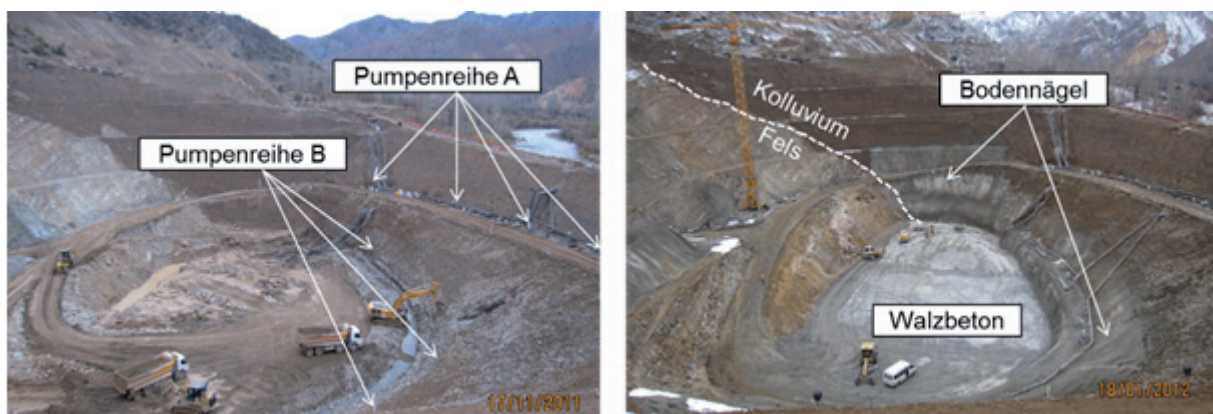 Pumpenreihe A
Pumpenreihe B
17/11/2011
Kolluvium
Fels
Bodennägel
Walzbeton
18/01/2012